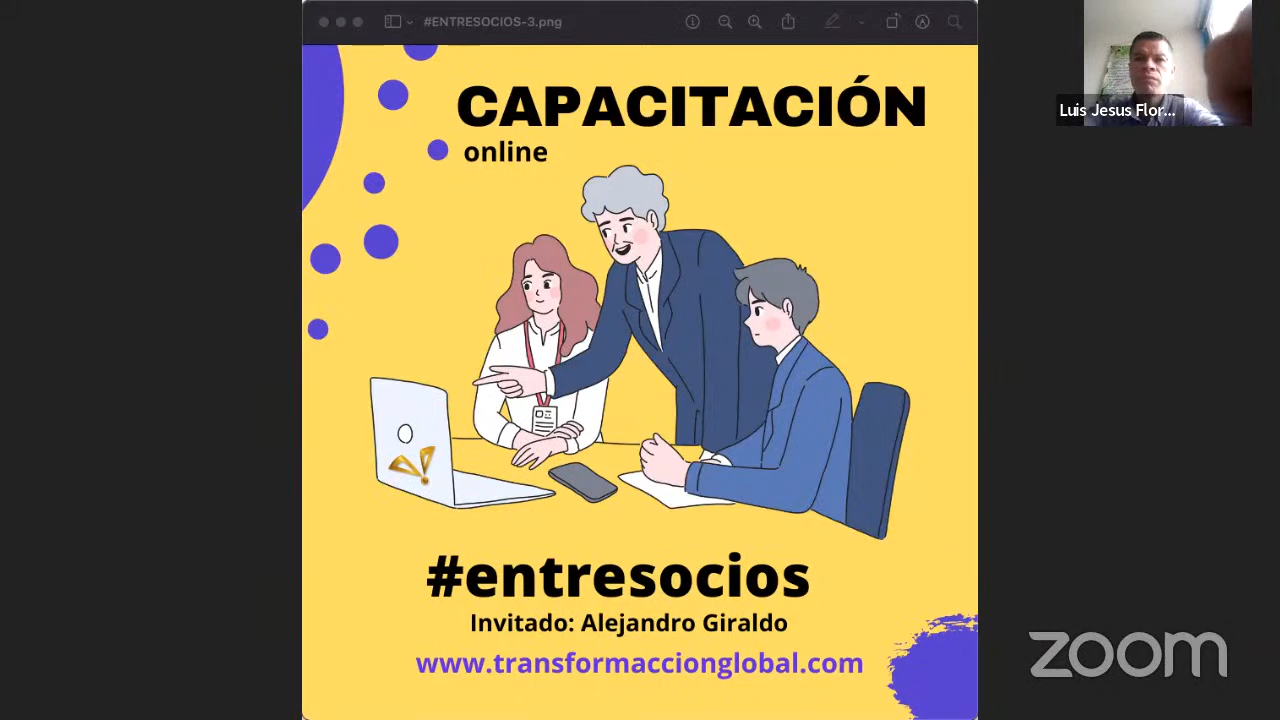 #ENTRESOCIOS-3.png
CAPACITACIÓN
online
Luis Jesus Flor...
#entresocios
Invitado: Alejandro Giraldo
www.transformaccionglobal.com
zoom